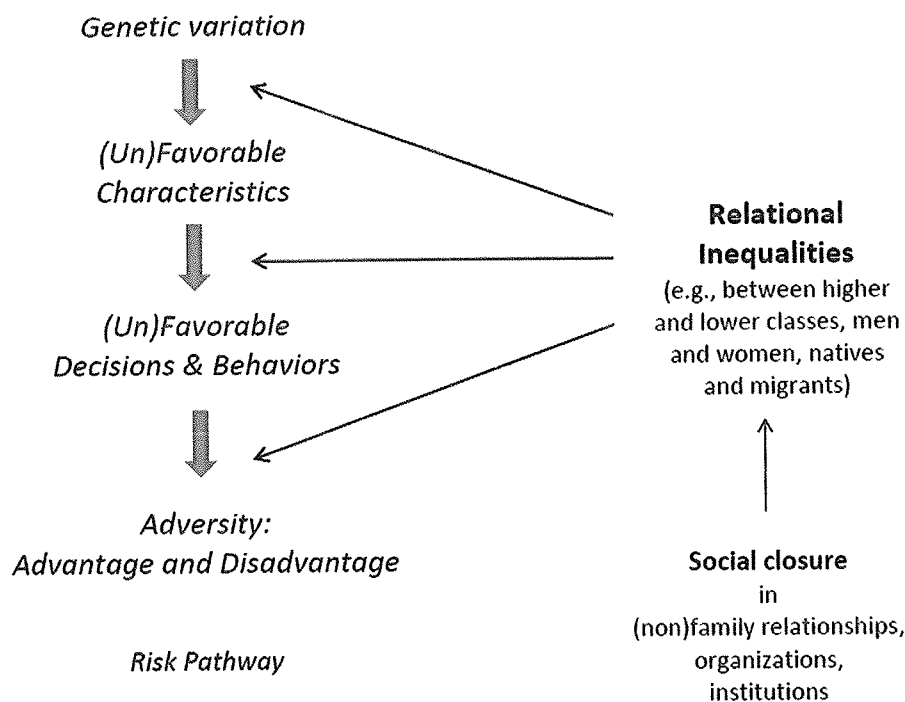 Genetic variation
(Un)Favorable
Characteristics
(Un)Favorable
Decisions & Behaviors
Adversity:
Advantage and Disadvantage
Risk Pathway
Relational
Inequalities
(e.g., between higher
and lower classes, men
and women, natives
and migrants)
Social closure
in
(non)family relationships,
organizations,
institutions